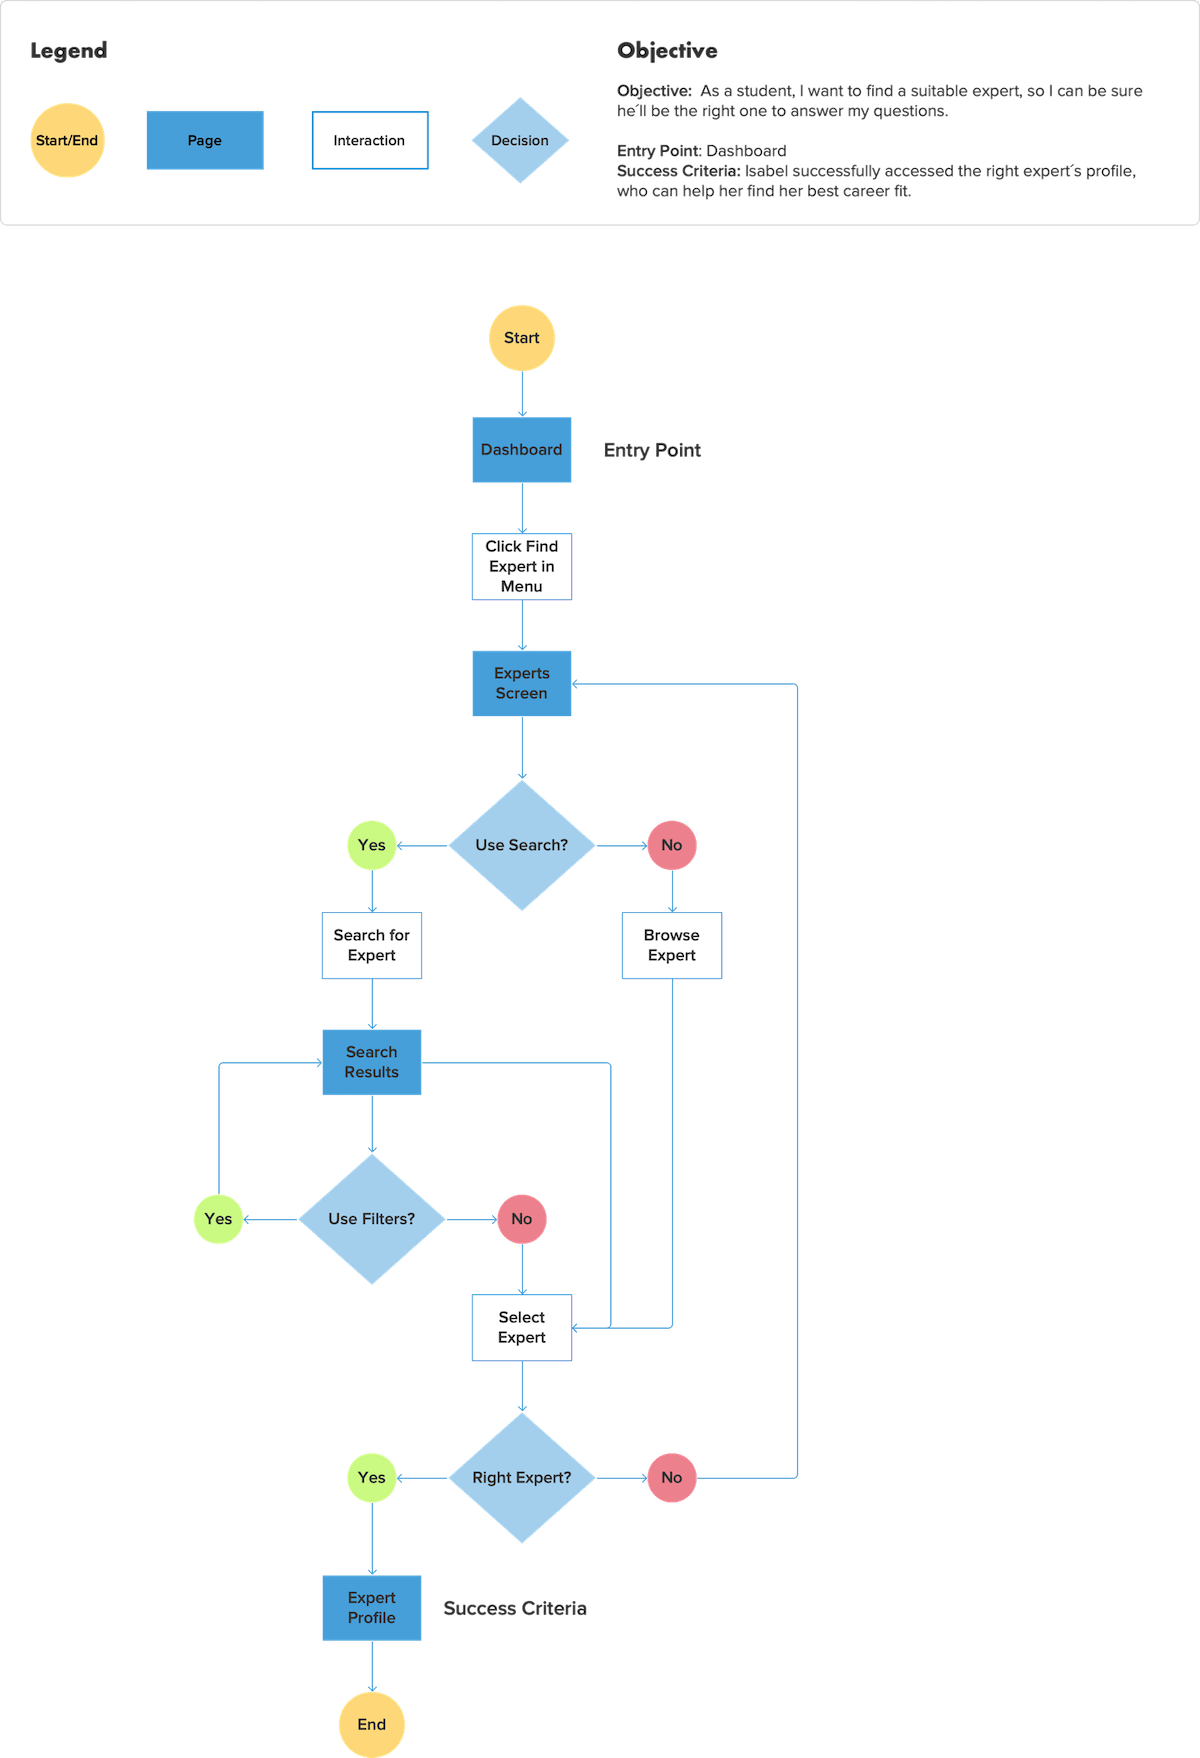 Legend
Start/End
Page
Interaction
Decision
Objective
Objective:  As a student, I want to find a suitable expert, so I can be sure
he´ll be the right one to answer my questions.
Entry Point: Dashboard
Success Criteria: Isabel successfully accessed the right expert´s profile,
who can help her find her best career fit.
Start
Dashboard
Entry Point
Click Find
Expert in
Menu
Experts
Screen
Yes
Use Search?
No
Search for
Expert
Browse
Expert
Search
Results
Yes
Use Filters?
No
Select
Expert
Yes
Right Expert?
No
Expert
Profile
Success Criteria
End